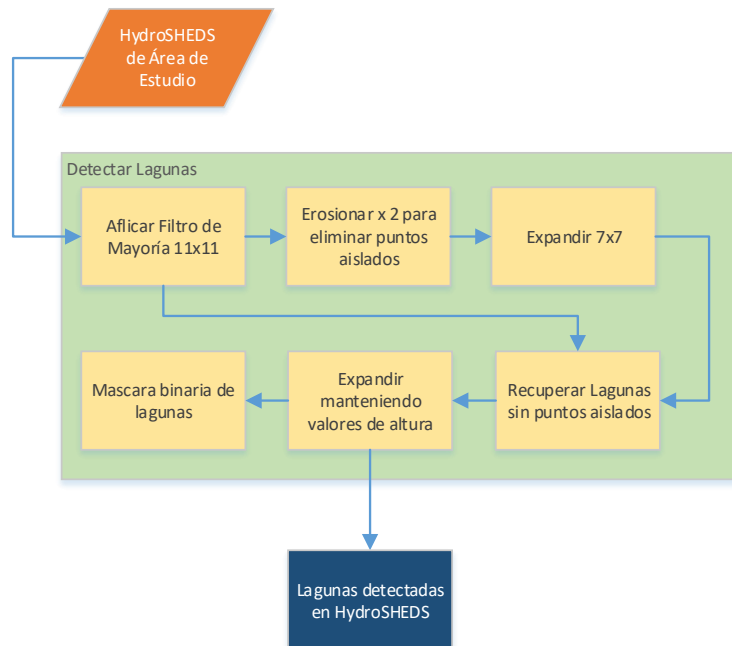 HydroSHEDS
de Área de
Estudio
Detectar Lagunas
Aflicar Filtro de
Mayoría 11x11
Erosionar x 2 para
eliminar puntos
aislados
Expandir 7x7
Mascara binaria de
lagunas
Expandir
manteniendo
valores de altura
Recuperar Lagunas
sin puntos aislados
Lagunas detectadas
en HydroSHEDS